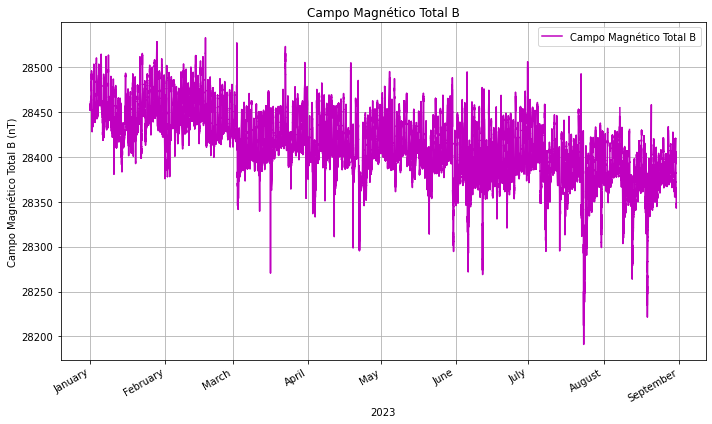 Campo Magnético Total B
Campo Magnético Total B
28500
28450
28400
28350
28300
28250
28200
Campo Magnético Total B (nT)
January
February
March
April
May
June
July
August
September
2023